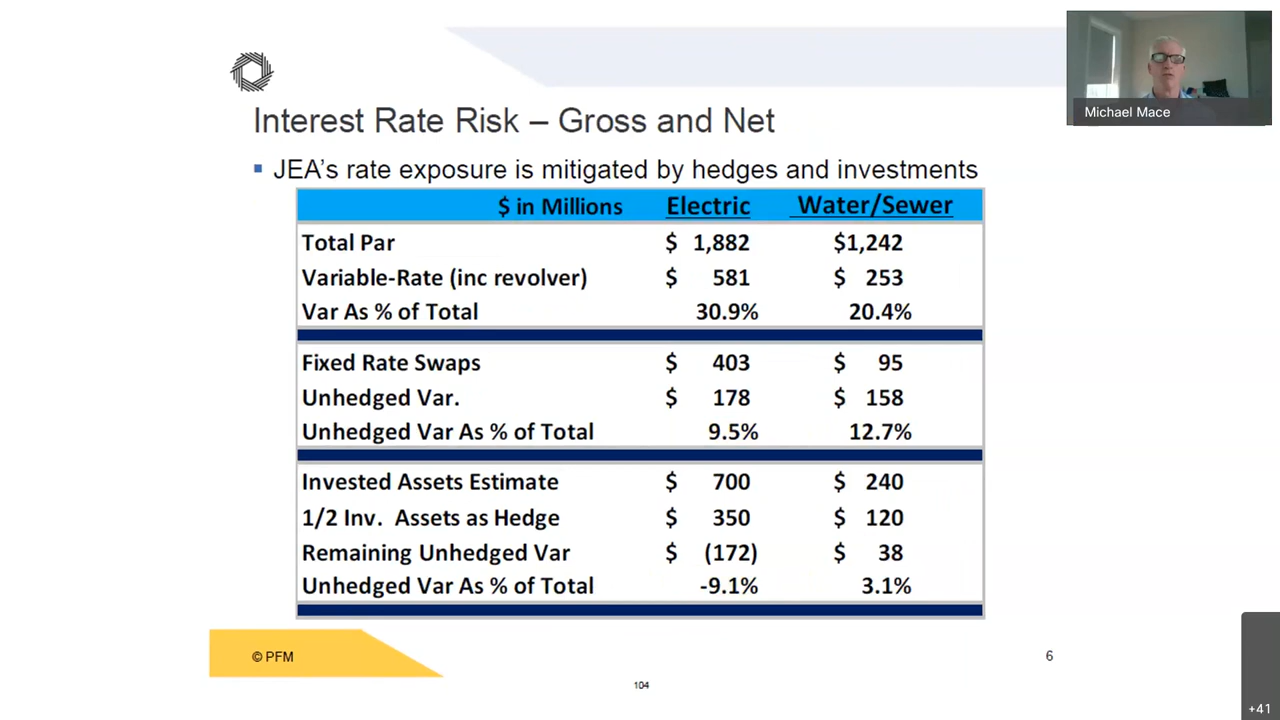 Michael Mace
Interest Rate Risk – Gross and Net
▪ JEA’s rate exposure is mitigated by hedges and investments
$ in Millions Electric Water/Sewer
Total Par $ 1,882 $1,242
Variable-Rate (inc revolver) $ 581 $ 253
Var As % of Total 30.9% 20.4%
Fixed Rate Swaps $ 403 $ 95
Unhedged Var. $ 178 $ 158
Unhedged Var As % of Total 9.5% 12.7%
Invested Assets Estimate $ 700 $ 240
1/2 Inv. Assets as Hedge $ 350 $ 120
Remaining Unhedged Var $ (172) $ 38
Unhedged Var As % of Total -9.1% 3.1%
© PFM
6
104
+41